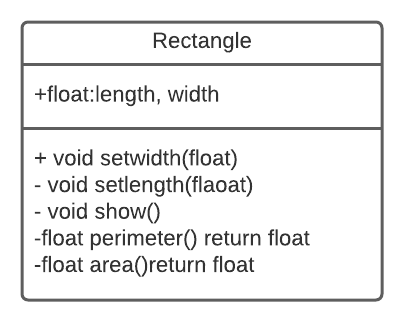 Rectangle
+float:length, width
+ void setwidth(float)
- void setlength(flaoat)
- void show()
-float perimeter() return float
-float area()return float